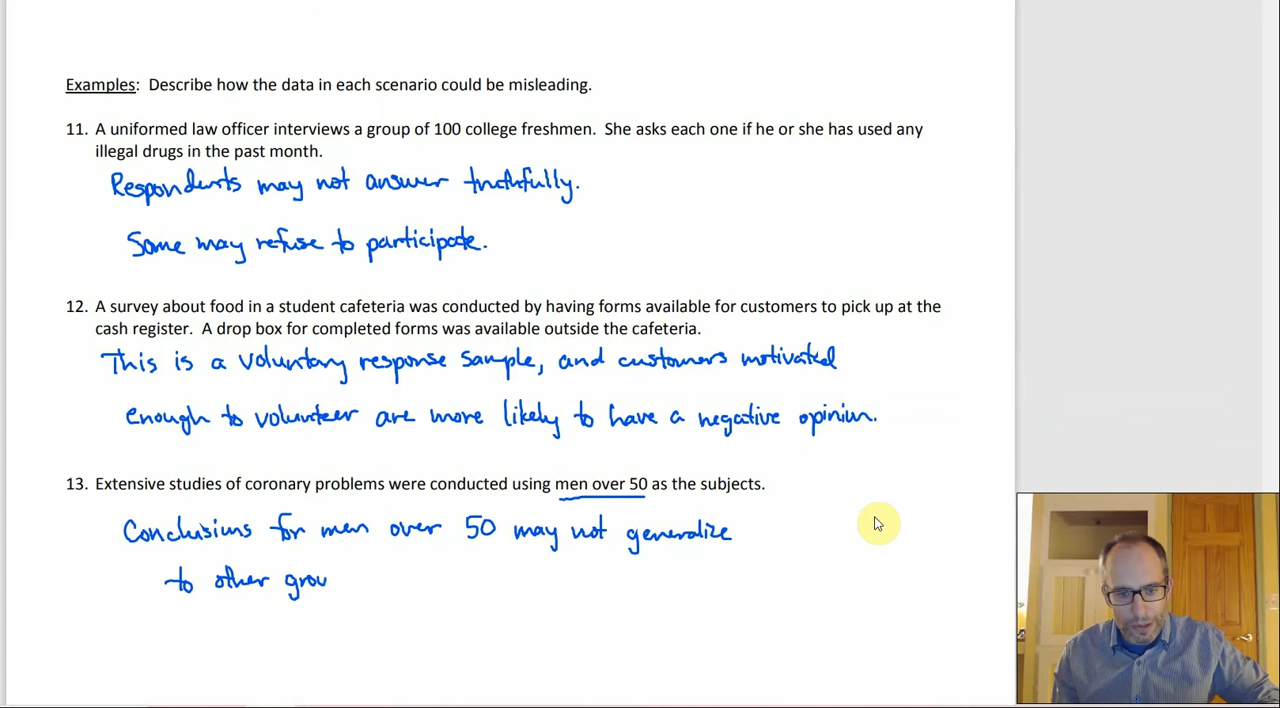 Examples: Describe how the data in each scenario could be misleading.
11. A uniformed law officer interviews a group of 100 college freshmen. She asks each one if he or she has used any
illegal drugs in the past month.
Respondents may not answer truthfully.
Some may refuse to participate.
12. A survey about food in a student cafeteria was conducted by having forms available for customers to pick up at the
cash register. A drop box for completed forms was available outside the cafeteria.
This is a voluntary response sample, and customers motivated
enough to volunteer are more likely to have a negative opinion.
13. Extensive studies of coronary problems were conducted using men over 50 as the subjects.
Conclusions for men over 50 may not generalize
to other grou